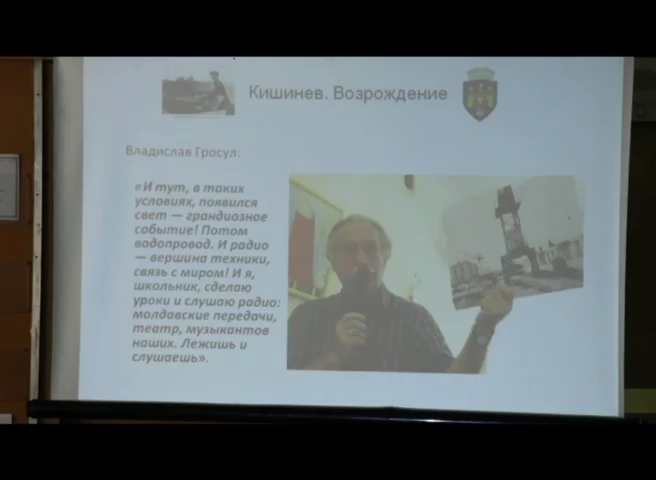 Кишинев. Возрождение
Владислав Гросул:
«И тут, в таких
условиях, появился
свет — грандиозное
событие! Потом
водопровод. И радио
— вершина техники,
связь с миром! И я,
школьник, сделаю
уроки и слушаю радио:
молдавские передачи,
театр, музыкантов
наших. Лежишь и
слушаешь».